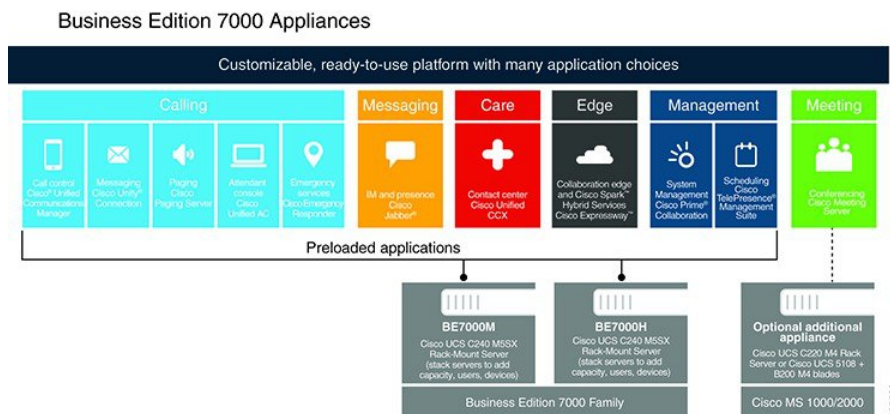 Business Edition 7000 Appliances
Customizable, ready-to-use platform with many application choices
Calling
Messaging
Care
Edge
Management
Meeting
Call control
Cisco® Unified
Communications
Manager
Messaging
Cisco Unity®
Connection
Paging
Cisco
Paging Server
Attendant
console
Cisco
Unified AC
Emergency
services
Cisco Emergency
Responder
IM and presence
Cisco
Jabber®
Contact center
Cisco Unified
CCX
Collaboration edge
and Cisco Spark™
Hybrid Services
Cisco Expressway™
System
Management
Cisco Prime®
Collaboration
Scheduling
Cisco
TelePresence®
Management
Suite
Conferencing
Cisco Meeting
Server
Preloaded applications
BE7000M
Cisco UCS C240 M5SX
Rack-Mount Server
(stack servers to add
capacity, users, devices)
BE7000H
Cisco UCS C240 M5SX
Rack-Mount Server
(stack servers to add
capacity, users, devices)
Optional additional
appliance
Cisco UCS C220 M4 Rack
Server or Cisco UCS 5108 +
B200 M4 blades
Business Edition 7000 Family
Cisco MS 1000/2000